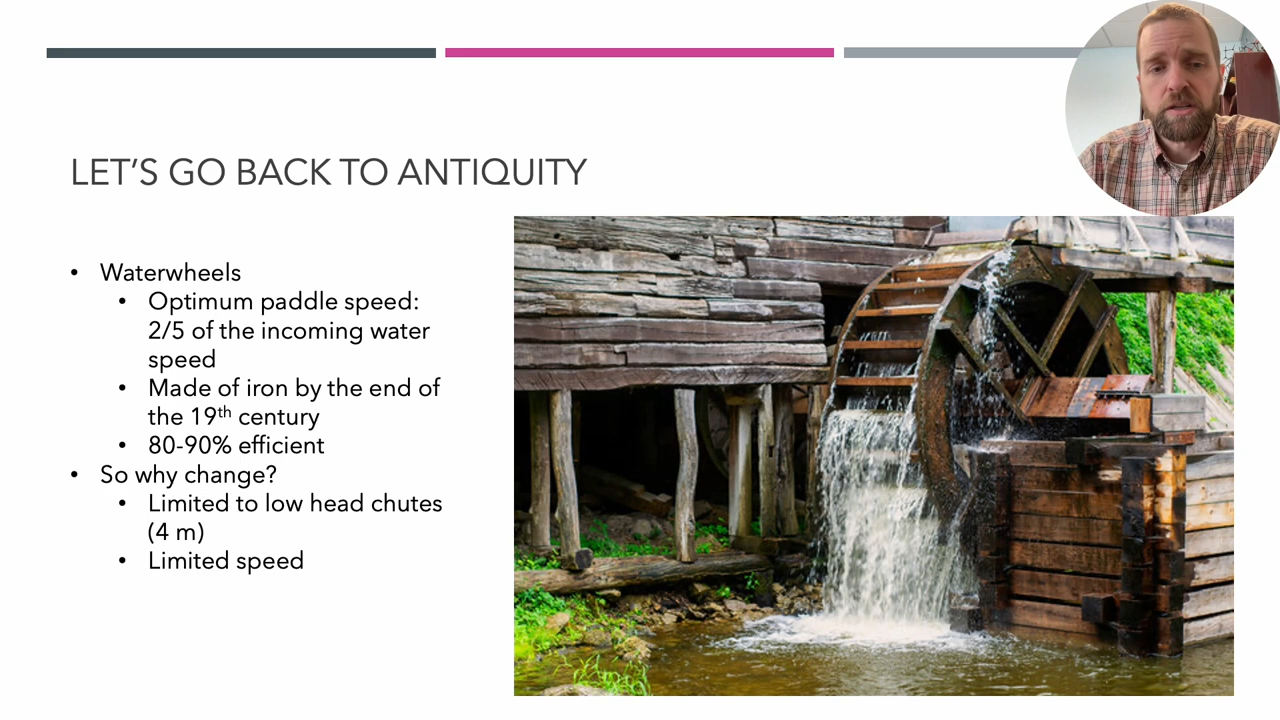 LET’S GO BACK TO ANTIQUITY
• Waterwheels
• Optimum paddle speed:
2/5 of the incoming water
speed
• Made of iron by the end of
the 19th century
• 80-90% efficient
• So why change?
• Limited to low head chutes
(4 m)
• Limited speed